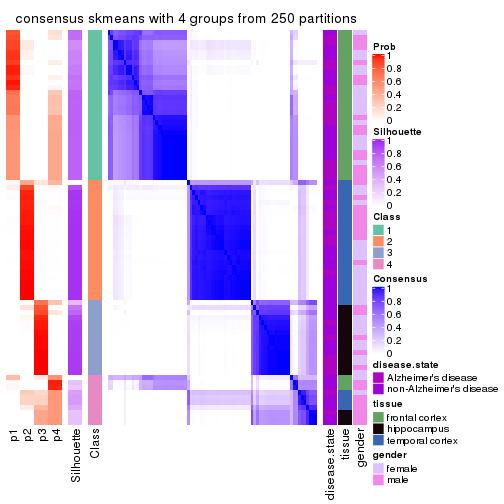 consensus skmeans with 4 groups from 250 partitions
Prob
1
0.8
0.6
0.4
0.2
0
Silhouette
1
0.8
0.6
0.4
0.2
0
Class
1
2
3
4
Consensus
1
0.8
0.6
0.4
0.2
0
disease.state
Alzheimer's disease
non-Alzheimer's disease
tissue
frontal cortex
hippocampus
temporal cortex
gender
female
male
p1
p2
p3
p4
Silhouette
Class
disease.state
tissue
gender